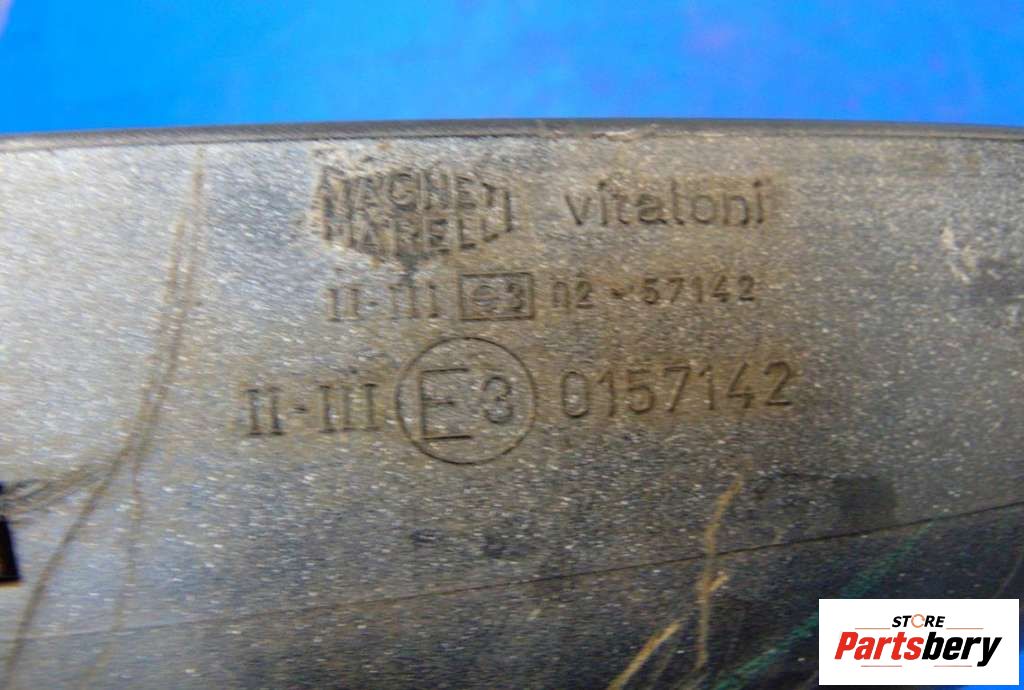 MAGNETI
MARELLI vitaloni
II-III e3 02-57142
II-III E3 0157142
STORE
Partsbery